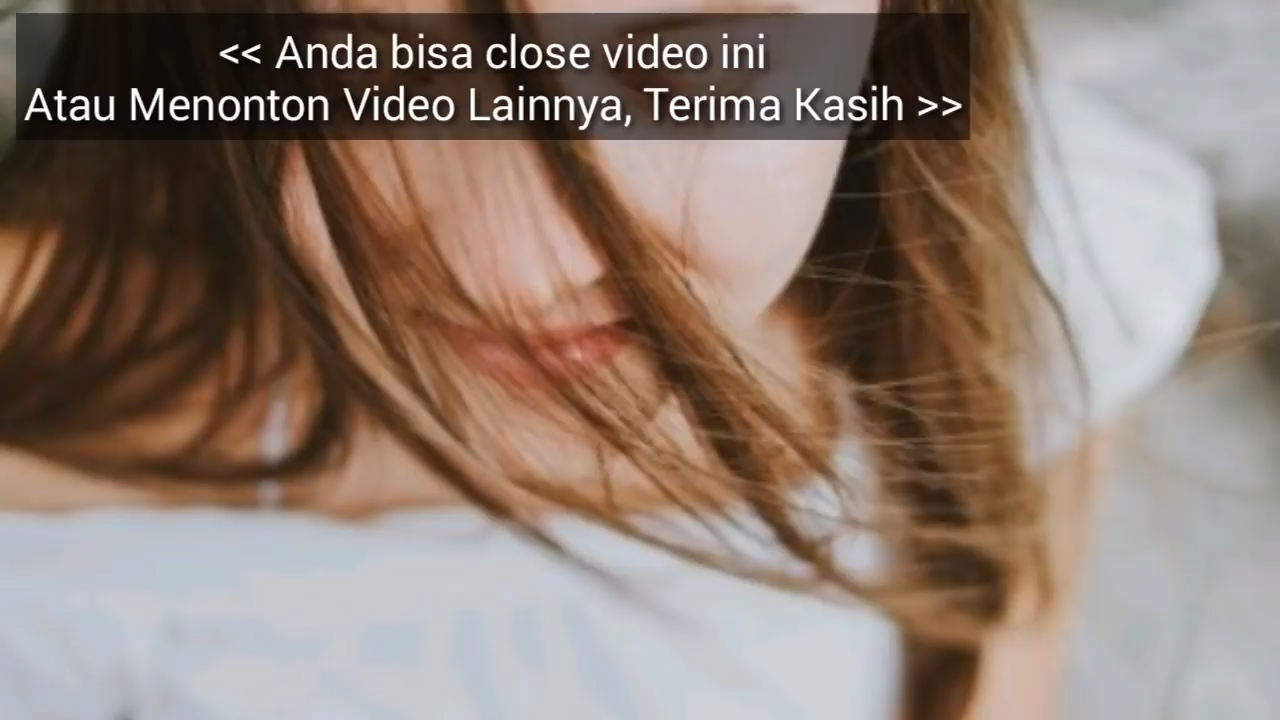 << Anda bisa close video ini
Atau Menonton Video Lainnya, Terima Kasih >>